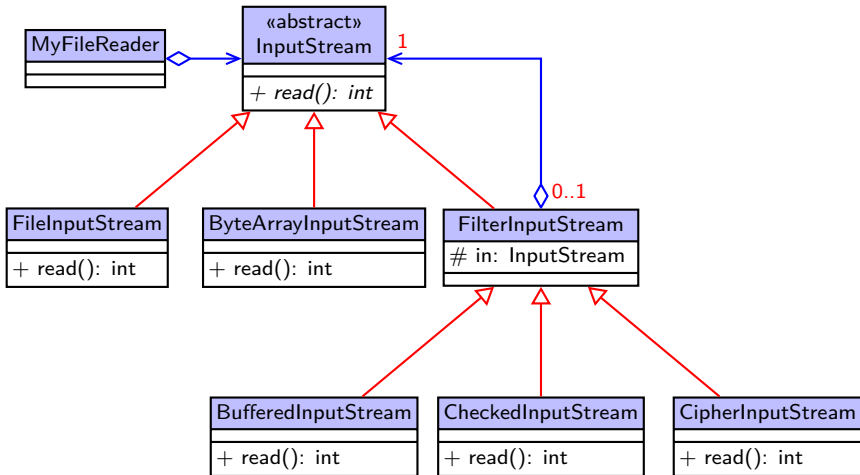 «abstract»
InputStream
+ read(): int
MyFileReader
1
0..1
FileInputStream
+ read(): int
ByteArrayInputStream
+ read(): int
FilterInputStream
# in: InputStream
BufferedInputStream
+ read(): int
CheckedInputStream
+ read(): int
CipherInputStream
+ read(): int